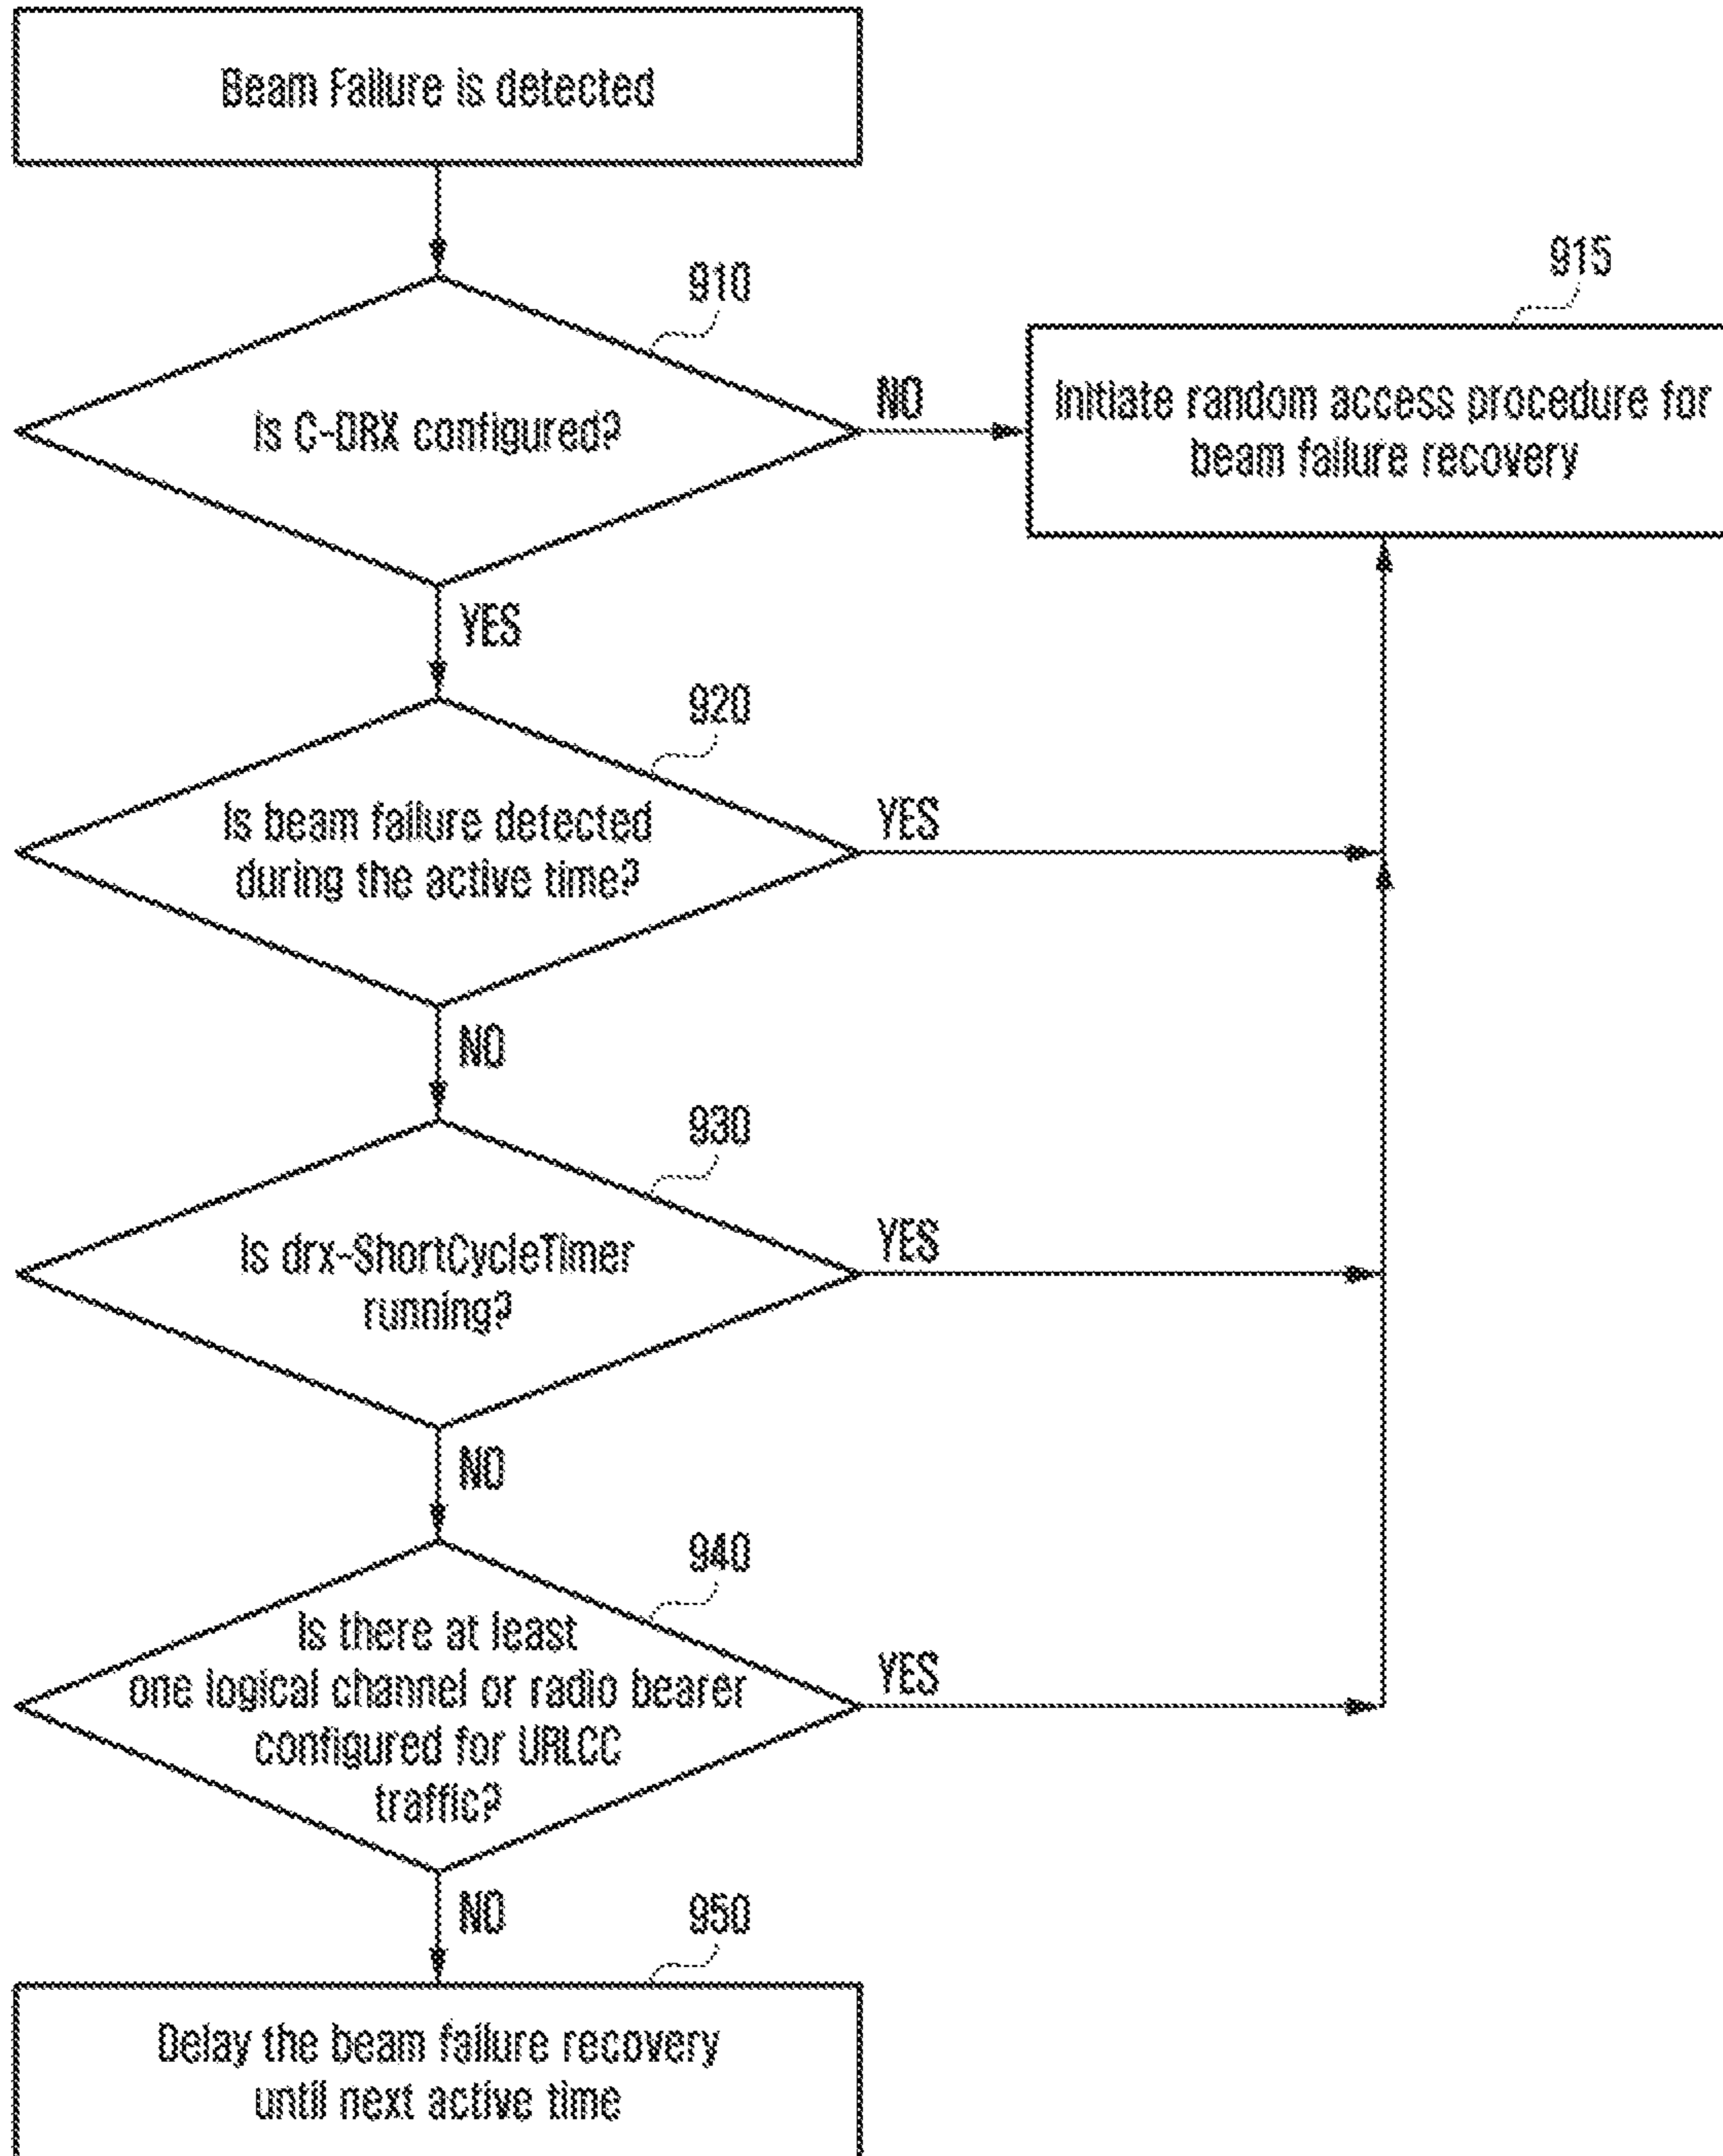 Beam Failure is detected
910
Is C-DRX configured?
NO
915
Initiate random access procedure for
beam failure recovery
YES
920
Is beam failure detected
during the active time?
YES
NO
930
Is drx-ShortCycleTimer
running?
YES
NO
940
Is there at least
one logical channel or radio bearer
configured for URLCC
traffic?
YES
NO
950
Delay the beam failure recovery
until next active time